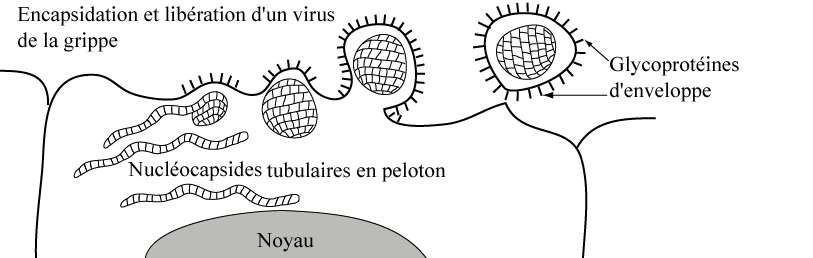 Encapsidation et libération d'un virus
de la grippe
Glycoprotéines
d'enveloppe
Nucléocapsides tubulaires en peloton
Noyau